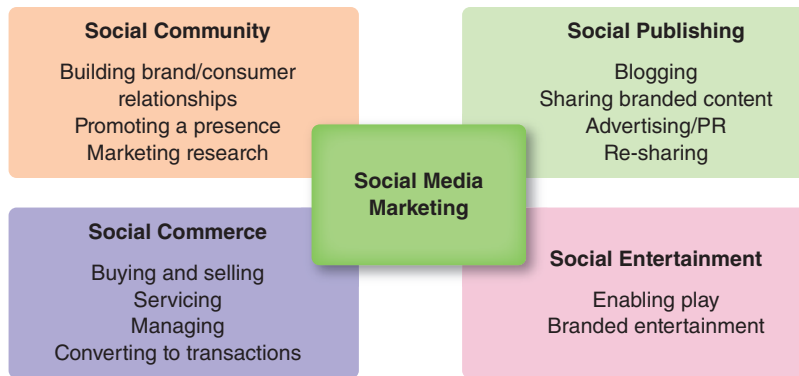 Social Community
Building brand/consumer
relationships
Promoting a presence
Marketing research
Social Publishing
Blogging
Sharing branded content
Advertising/PR
Re-sharing
Social Media
Marketing
Social Commerce
Buying and selling
Servicing
Managing
Converting to transactions
Social Entertainment
Enabling play
Branded entertainment